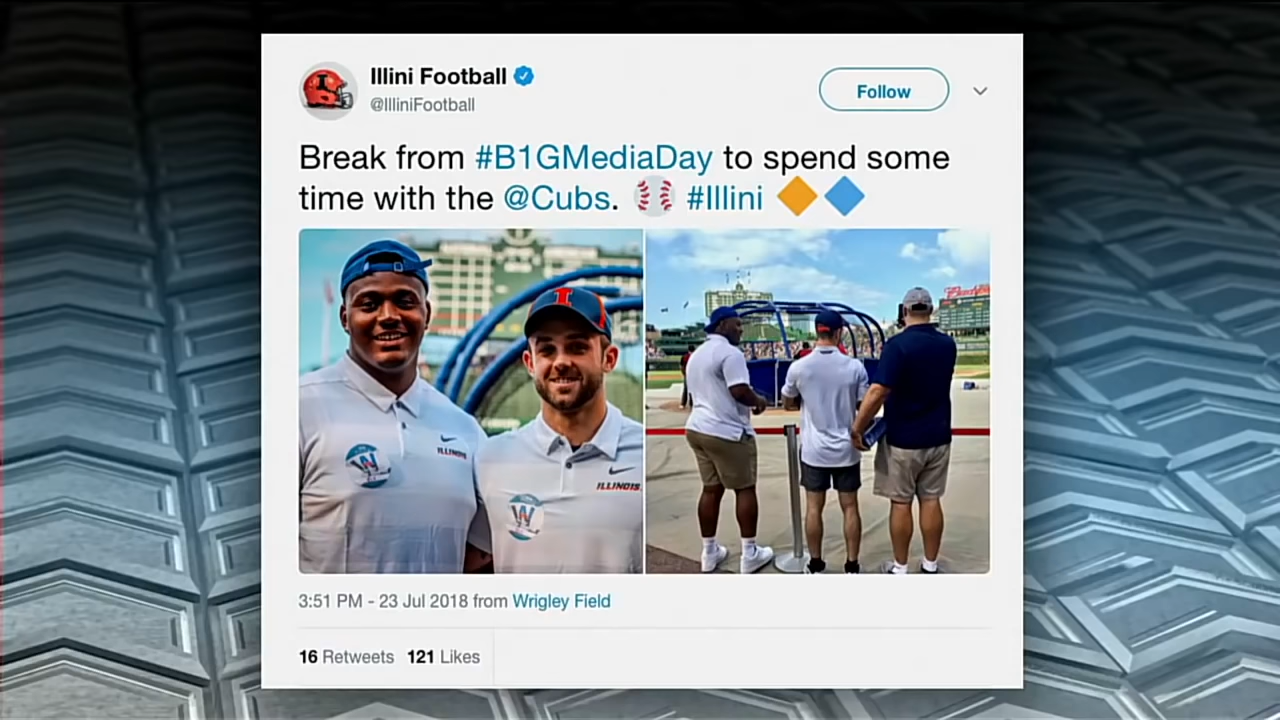 Illini Football
@IlliniFootball
Follow
Break from #B1GMediaDay to spend some
time with the @Cubs. #Illini
I
W
ILLINOIS
W
ILLINOIS
3:51 PM - 23 Jul 2018 from Wrigley Field
16 Retweets 121 Likes